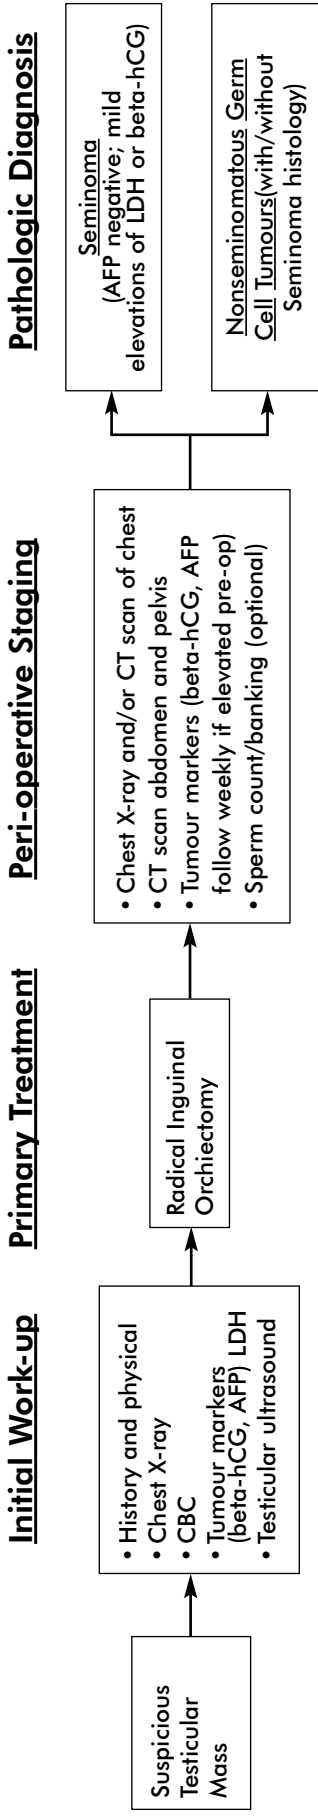 Initial Work-up
Primary Treatment
Peri-operative Staging
Pathologic Diagnosis
Suspicious
Testicular
Mass
• History and physical
• Chest X-ray
• CBC
• Tumour markers
(beta-hCG, AFP) LDH
• Testicular ultrasound
Radical Inguinal
Orchiectomy
• Chest X-ray and/or CT scan of chest
• CT scan abdomen and pelvis
• Tumour markers (beta-hCG, AFP
follow weekly if elevated pre-op)
• Sperm count/banking (optional)
Seminoma
(AFP negative; mild
elevations of LDH or beta-hCG)
Nonseminomatous Germ
Cell Tumours(with/without
Seminoma histology)